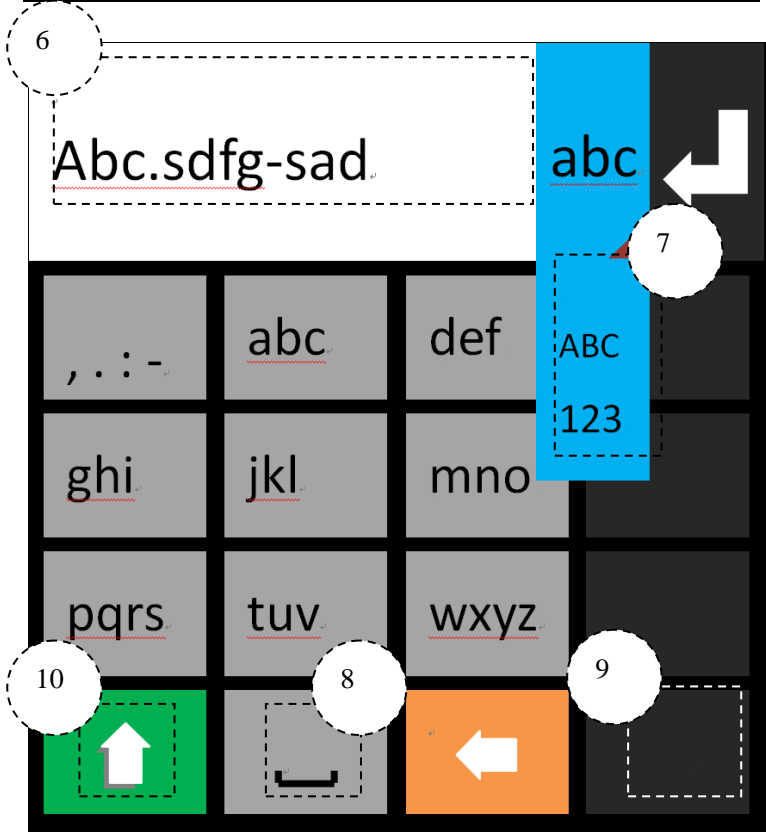 6
Abc.sdfg-sad
abc
7
ABC
123
, . : -
abc
def
ghi
jkl
mno
pqrs
tuv
wxyz
10
8
9